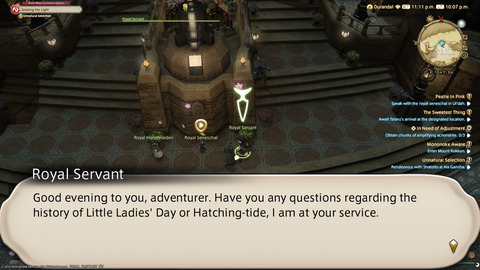 Seeking the Light
Unnatural Selection
Royal Servant
Durandal
11:11 p.m.
10:07 p.m.
Peatie in Pink
Speak with the royal seneschal in Ul'dah.
The Sweetest Thing
Await Tataru's arrival at the designated location.
In Need of Adjustment
Obtain chunks of amplifying achondrite. 0/3
Mononoke Aware
Enter Mount Rokkon.
Unnatural Selection
Rendezvous with Shatotto at Ala Gannha.
Royal Handmaiden
Royal Seneschal
Royal Servant
Royal Servant
Good evening to you, adventurer. Have you any questions regarding the
history of Little Ladies' Day or Hatching-tide, I am at your service.